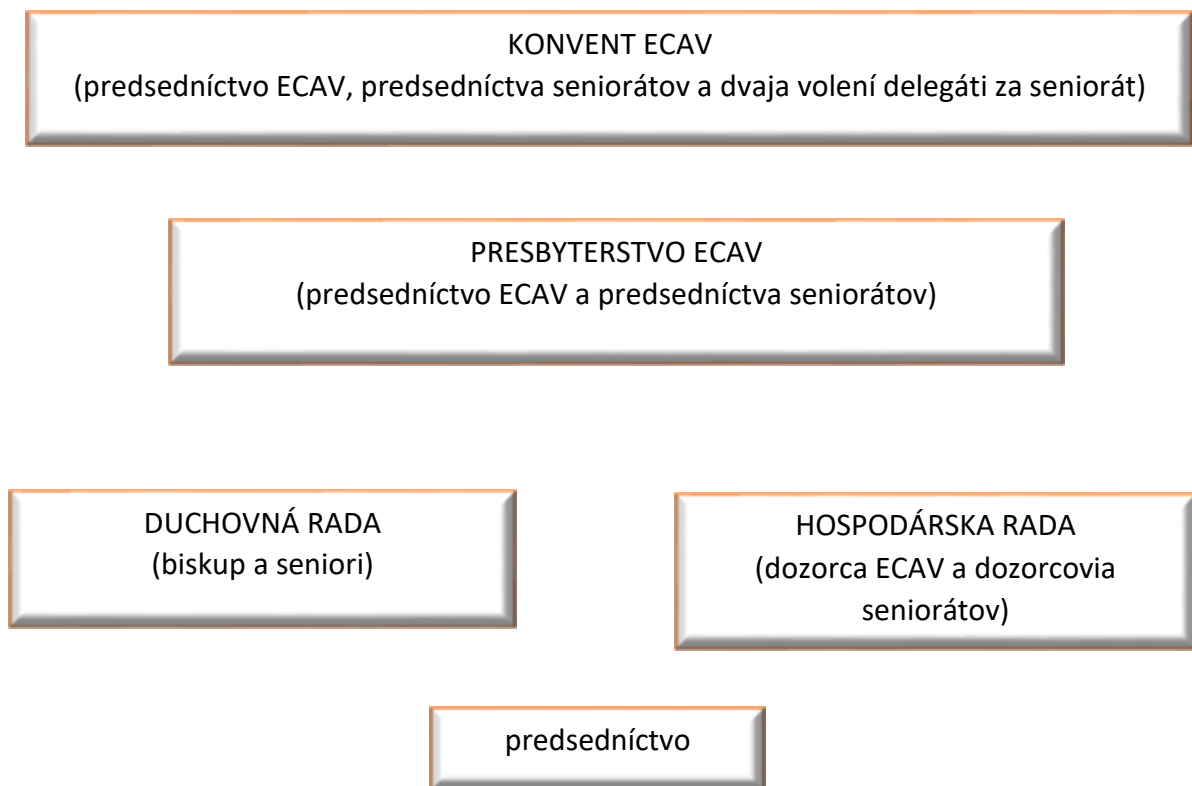 KONVENT ECAV
(predsedníctvo ECAV, predsedníctva seniorátov a dvaja volení delegáti za seniorát)
PRESBYTERSTVO ECAV
(predsedníctvo ECAV a predsedníctva seniorátov)
DUCHOVNÁ RADA
(biskup a seniori)
HOSPODÁRSKA RADA
(dozorca ECAV a dozorcovia
seniorátov)
predsedníctvo